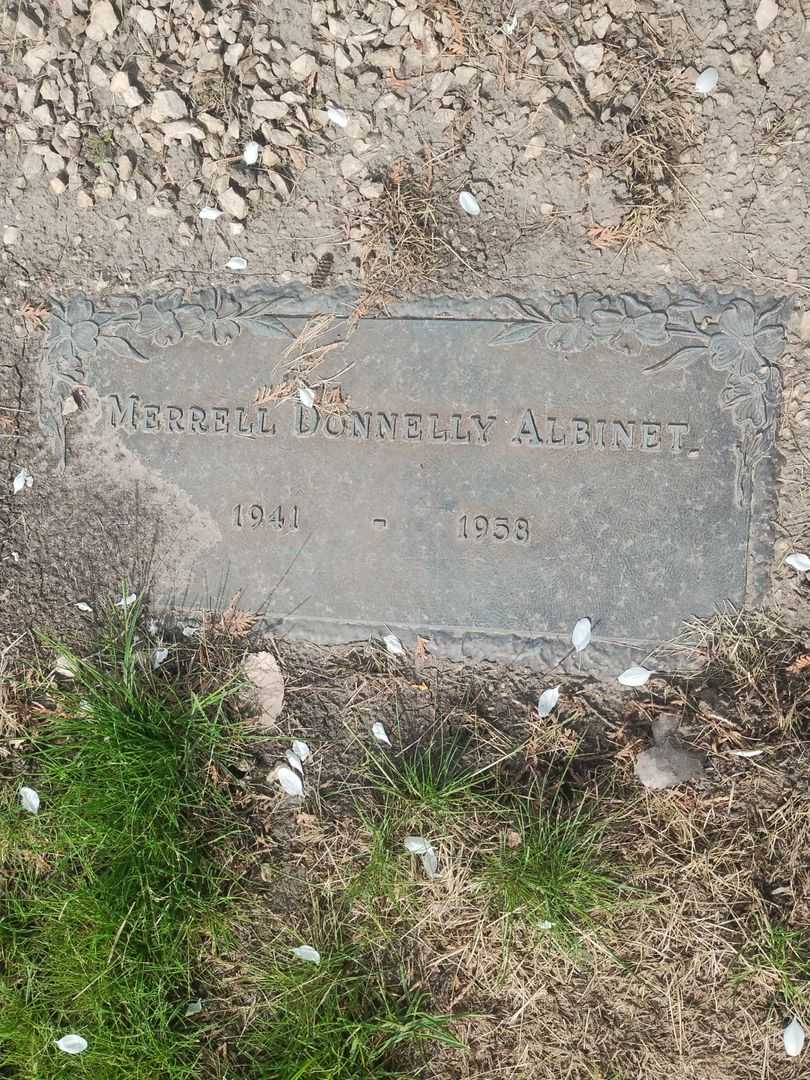 MERRELL DONNELLY ALBINET.
1941 - 1958